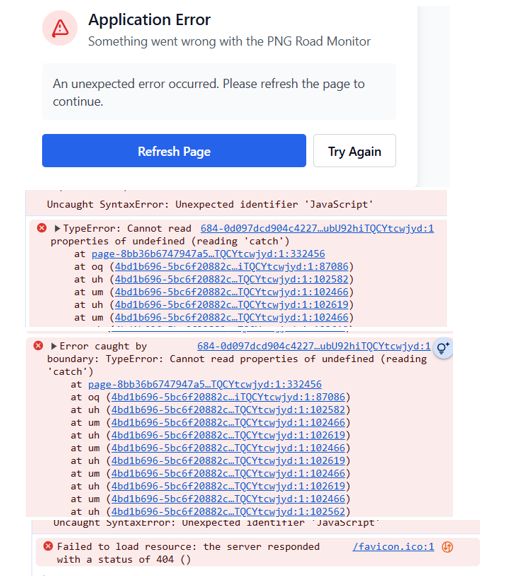 Application Error
Something went wrong with the PNG Road Monitor
An unexpected error occurred. Please refresh the page to
continue.
Refresh Page
Try Again
Uncaught SyntaxError: Unexpected identifier 'JavaScript'
TypeError: Cannot read 684-0d097dcd904c4227…ubU92hiTQCYtcwjyd:1
properties of undefined (reading 'catch')
at page-8bb36b6747947a5…TQCYtcwjyd:1:332456
at oq (4bd1b696-5bc6f20882c…iTQCYtcwjyd:1:87086)
at uh (4bd1b696-5bc6f20882c…TQCYtcwjyd:1:102582)
at um (4bd1b696-5bc6f20882c…TQCYtcwjyd:1:102466)
at uh (4bd1b696-5bc6f20882c…TQCYtcwjyd:1:102619)
at um (4bd1b696-5bc6f20882c…TQCYtcwjyd:1:102466)
Error caught by 684-0d097dcd904c4227…ubU92hiTQCYtcwjyd:1
boundary: TypeError: Cannot read properties of undefined (reading
'catch')
at page-8bb36b6747947a5…TQCYtcwjyd:1:332456
at oq (4bd1b696-5bc6f20882c…iTQCYtcwjyd:1:87086)
at uh (4bd1b696-5bc6f20882c…TQCYtcwjyd:1:102582)
at um (4bd1b696-5bc6f20882c…TQCYtcwjyd:1:102466)
at uh (4bd1b696-5bc6f20882c…TQCYtcwjyd:1:102619)
at um (4bd1b696-5bc6f20882c…TQCYtcwjyd:1:102466)
at uh (4bd1b696-5bc6f20882c…TQCYtcwjyd:1:102619)
at um (4bd1b696-5bc6f20882c…TQCYtcwjyd:1:102466)
at uh (4bd1b696-5bc6f20882c…TQCYtcwjyd:1:102619)
at um (4bd1b696-5bc6f20882c…TQCYtcwjyd:1:102466)
at uh (4bd1b696-5bc6f20882c…TQCYtcwjyd:1:102562)
Uncaught SyntaxError: Unexpected identifier 'JavaScript'
Failed to load resource: the server responded /favicon.ico:1
with a status of 404 ()